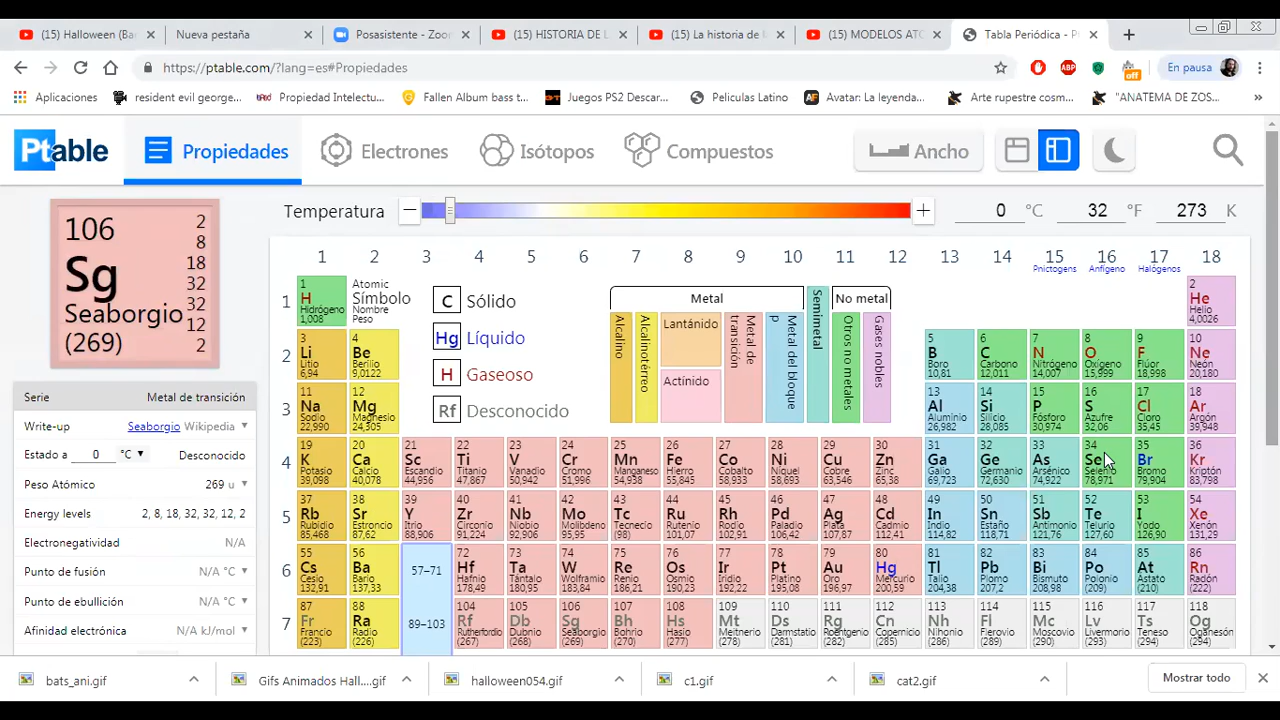 (15) Halloween (Ba
Nueva pestaña
Posasistente - Zoo
(15) HISTORIA DE L
(15) La historia de
(15) MODELOS ATO
Tabla Periódica - P
https://ptable.com/?lang=es#Propiedades
ABP
off
En pausa
Aplicaciones
resident evil george...
Propiedad Intelectu...
Fallen Album bass t...
Juegos PS2 Descar...
Peliculas Latino
Avatar: La leyenda...
Arte rupestre cosm...
"ANATEMA DE ZOS...
»
Ptable
Propiedades
Electrones
Isótopos
Compuestos
Ancho
Temperatura
0 °C 32 °F 273 K
106
Sg
Seaborgio
(269)
2
8
18
32
32
12
2
Serie Metal de transición
Write-up Seaborgio Wikipedia
Estado a 0 °C Desconocido
Peso Atómico 269 u
Energy levels 2, 8, 18, 32, 32, 12, 2
Electronegatividad N/A
Punto de fusión N/A °C
Punto de ebullición N/A °C
Afinidad electrónica N/A kJ/mol
1 2 3 4 5 6 7 8 9 10 11 12 13 14 15 16 17 18
Pnictogens Anfígeno Halógenos
Atomic
Símbolo
Nombre
Peso
C Sólido
Hg Líquido
H Gaseoso
Rf Desconocido
Metal
Semimetal
No metal
Alcalino
Alcalinotérreo
Lantánido
Actínido
Metal de transición
Metal del bloque p
Otros no metales
Gases nobles
1
1 H Hidrógeno 1,008
2 He Helio 4,0026
2
3 Li Litio 6,94
4 Be Berilio 9,0122
5 B Boro 10,81
6 C Carbono 12,011
7 N Nitrógeno 14,007
8 O Oxígeno 15,999
9 F Flúor 18,998
10 Ne Neón 20,180
3
11 Na Sodio 22,990
12 Mg Magnesio 24,305
13 Al Aluminio 26,982
14 Si Silicio 28,085
15 P Fósforo 30,974
16 S Azufre 32,06
17 Cl Cloro 35,45
18 Ar Argón 39,948
4
19 K Potasio 39,098
20 Ca Calcio 40,078
21 Sc Escandio 44,956
22 Ti Titanio 47,867
23 V Vanadio 50,942
24 Cr Cromo 51,996
25 Mn Manganeso 54,938
26 Fe Hierro 55,845
27 Co Cobalto 58,933
28 Ni Niquel 58,693
29 Cu Cobre 63,546
30 Zn Zinc 65,38
31 Ga Galio 69,723
32 Ge Germanio 72,630
33 As Arsénico 74,922
34 Se Selenio 78,971
35 Br Bromo 79,904
36 Kr Kriptón 83,798
5
37 Rb Rubidio 85,468
38 Sr Estroncio 87,62
39 Y Itrio 88,906
40 Zr Circonio 91,224
41 Nb Niobio 92,906
42 Mo Molibdeno 95,95
43 Tc Tecnecio (98)
44 Ru Rutenio 101,07
45 Rh Rodio 102,91
46 Pd Paladio 106,42
47 Ag Plata 107,87
48 Cd Cadmio 112,41
49 In Indio 114,82
50 Sn Estaño 118,71
51 Sb Antimonio 121,76
52 Te Telurio 127,60
53 I Yodo 126,90
54 Xe Xenón 131,29
6
55 Cs Cesio 132,91
56 Ba Bario 137,33
57–71
72 Hf Hafnio 178,49
73 Ta Tántalo 180,95
74 W Wolframio 183,84
75 Re Renio 186,21
76 Os Osmio 190,23
77 Ir Iridio 192,22
78 Pt Platino 195,08
79 Au Oro 196,97
80 Hg Mercurio 200,59
81 Tl Talio 204,38
82 Pb Plomo 207,2
83 Bi Bismuto 208,98
84 Po Polonio (209)
85 At Astato (210)
86 Rn Radón (222)
7
87 Fr Francio (223)
88 Ra Radio (226)
89–103
104 Rf Rutherfordio (267)
105 Db Dubnio (268)
106 Sg Seaborgio (269)
107 Bh Bohrio (270)
108 Hs Hasio (277)
109 Mt Meitnerio (278)
110 Ds Darmstatio (281)
111 Rg Roentgenio (282)
112 Cn Copernicio (285)
113 Nh Nihonio (286)
114 Fl Flerovio (289)
115 Mc Moscovio (290)
116 Lv Livermorio (293)
117 Ts Teneso (294)
118 Og Oganesón (294)
bats_ani.gif
Gifs Animados Hall....gif
halloween054.gif
c1.gif
cat2.gif
Mostrar todo